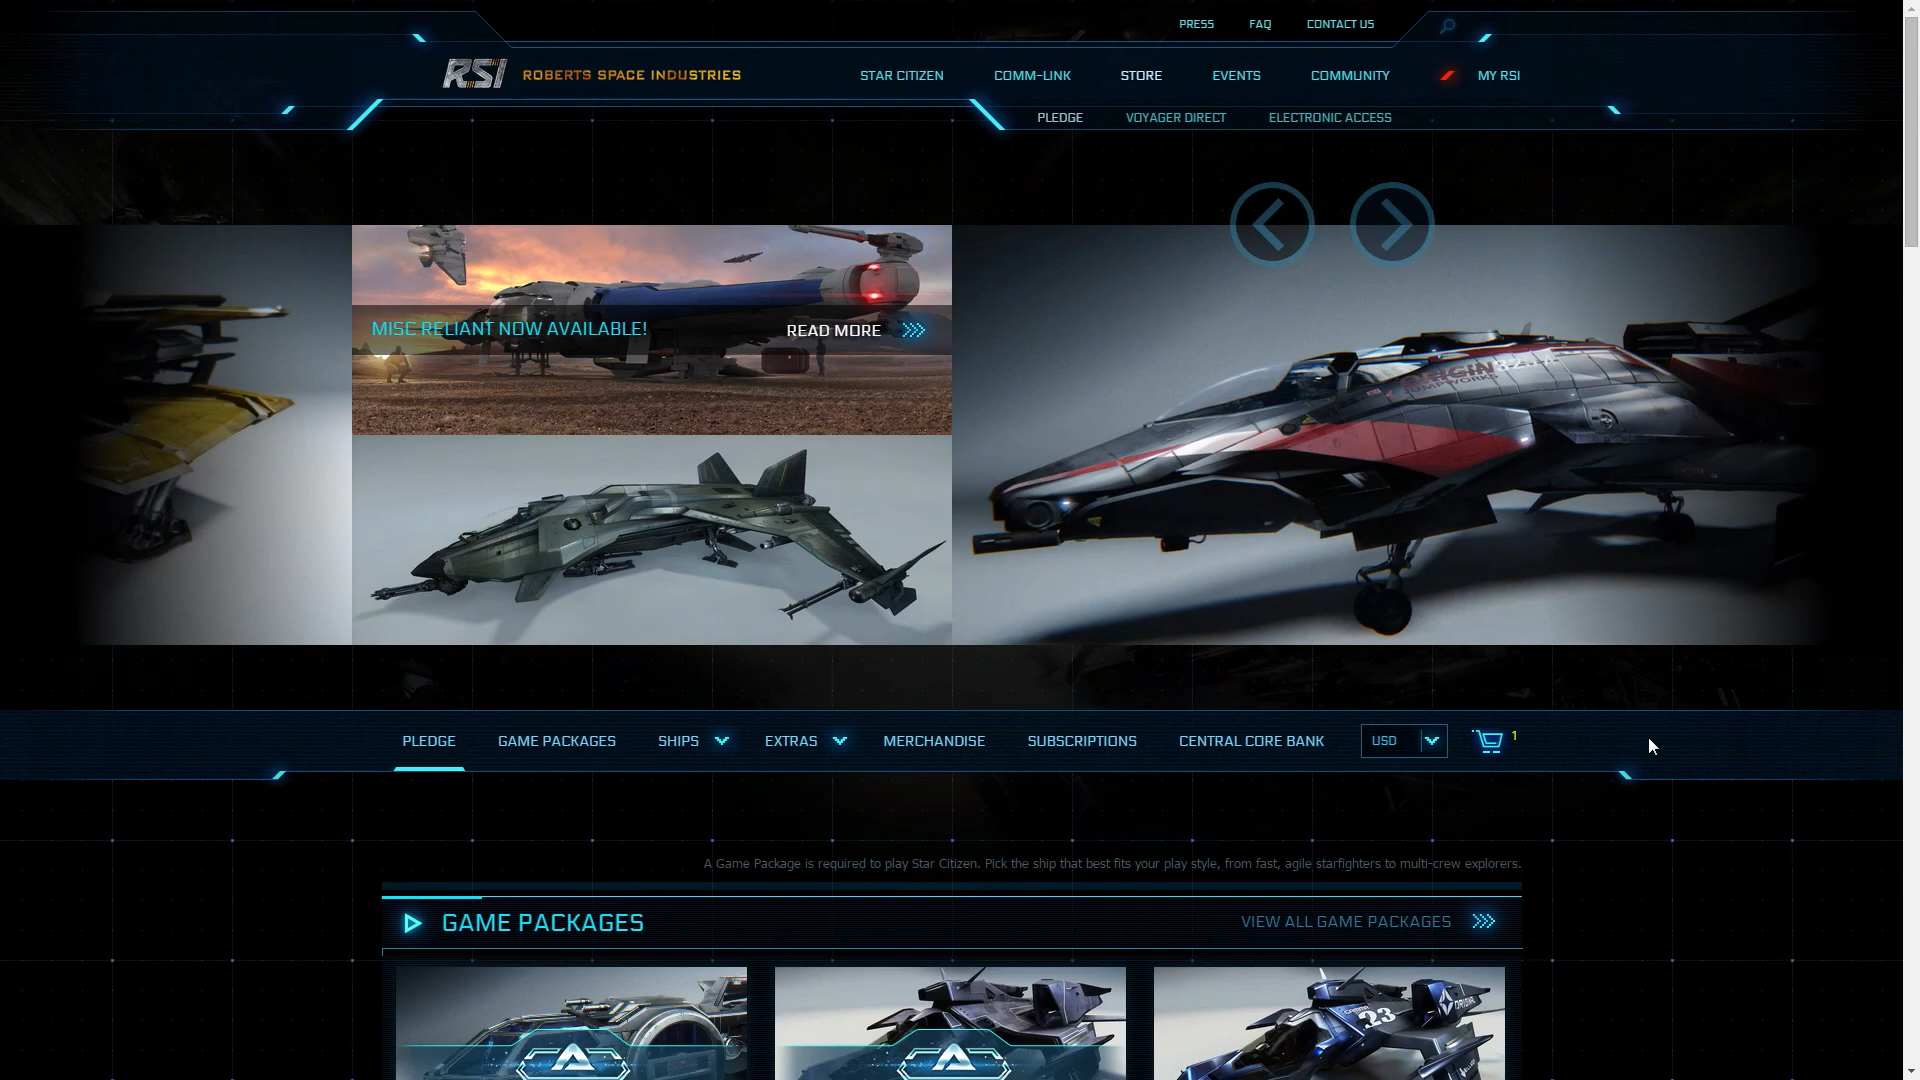 PRESS FAQ CONTACT US
RSI ROBERTS SPACE INDUSTRIES STAR CITIZEN COMM-LINK STORE EVENTS COMMUNITY MY RSI
PLEDGE VOYAGER DIRECT ELECTRONIC ACCESS
MISC RELIANT NOW AVAILABLE! READ MORE
ORIGIN
JUMPWORKS
PLEDGE GAME PACKAGES SHIPS EXTRAS MERCHANDISE SUBSCRIPTIONS CENTRAL CORE BANK USD 1
A Game Package is required to play Star Citizen. Pick the ship that best fits your play style, from fast, agile starfighters to multi-crew explorers.
GAME PACKAGES VIEW ALL GAME PACKAGES
ORIGIN
23